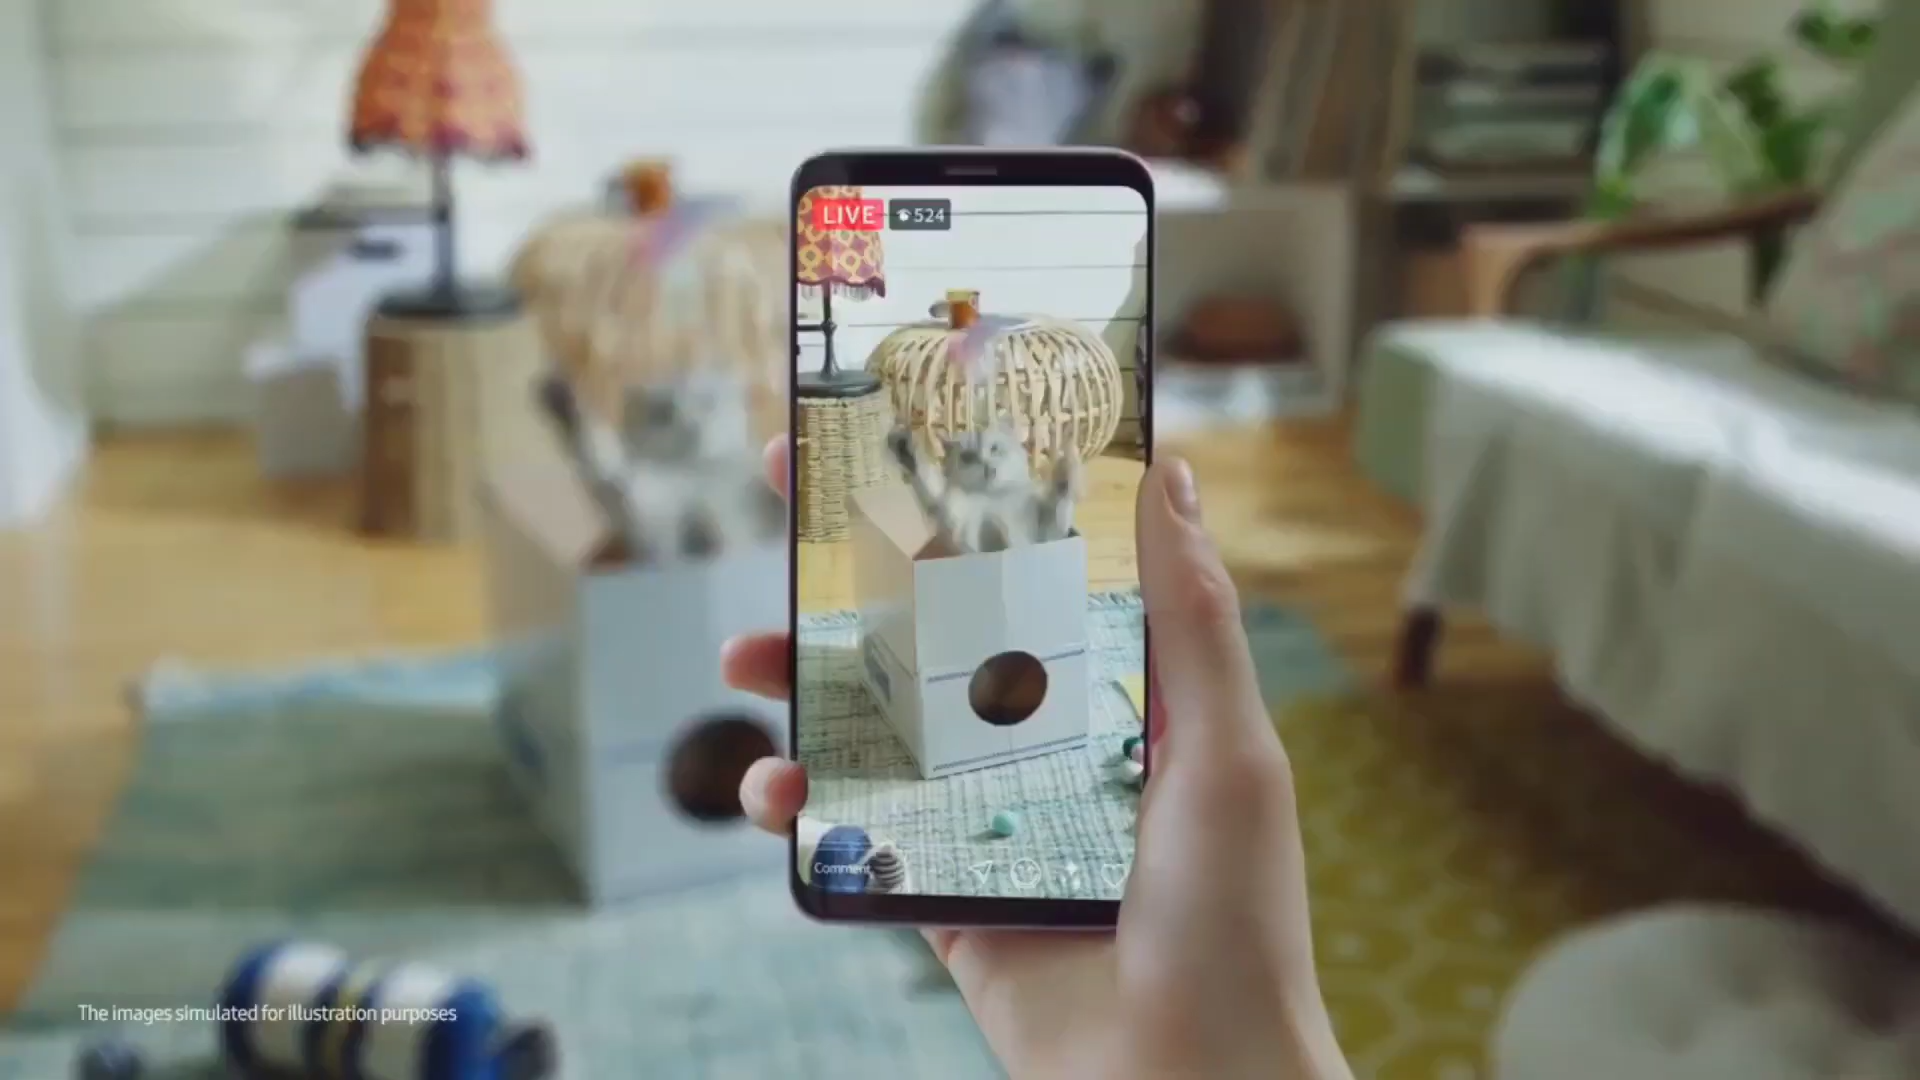 LIVE 524
Comment
The images simulated for illustration purposes